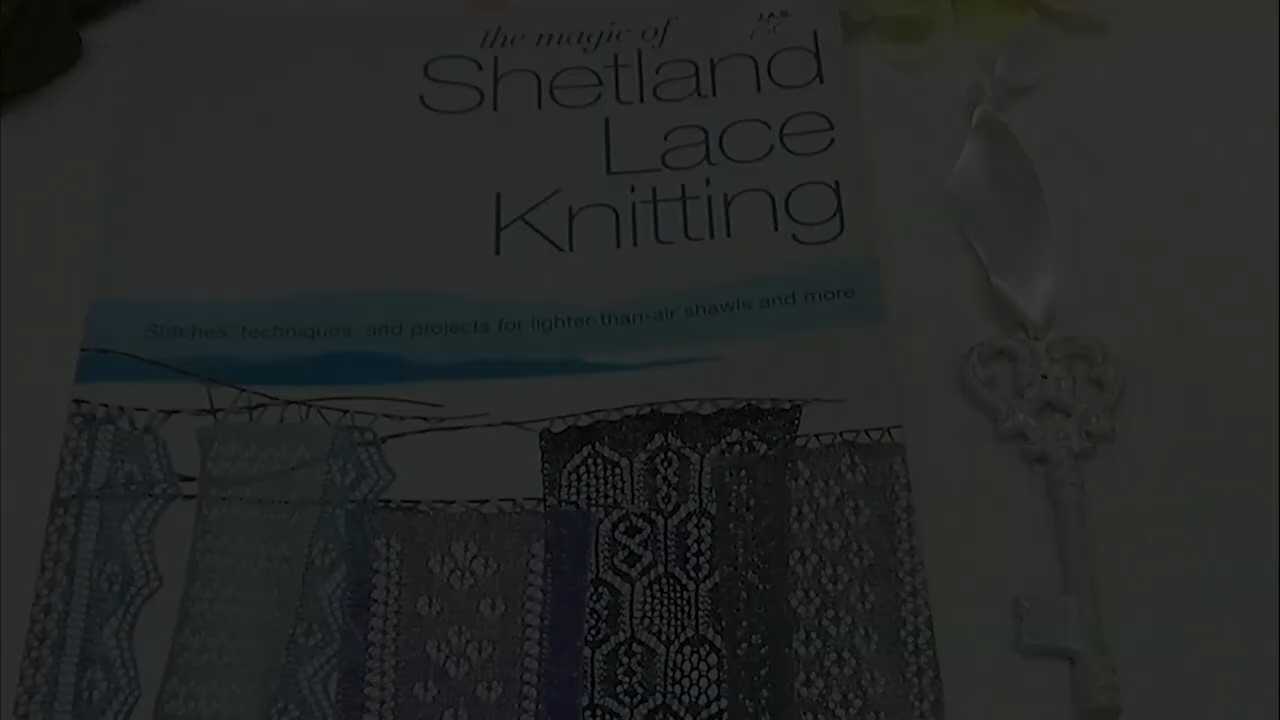 the magic of
Shetland
Lace
Knitting
Stitches, techniques, and projects for lighter-than-air shawls and more